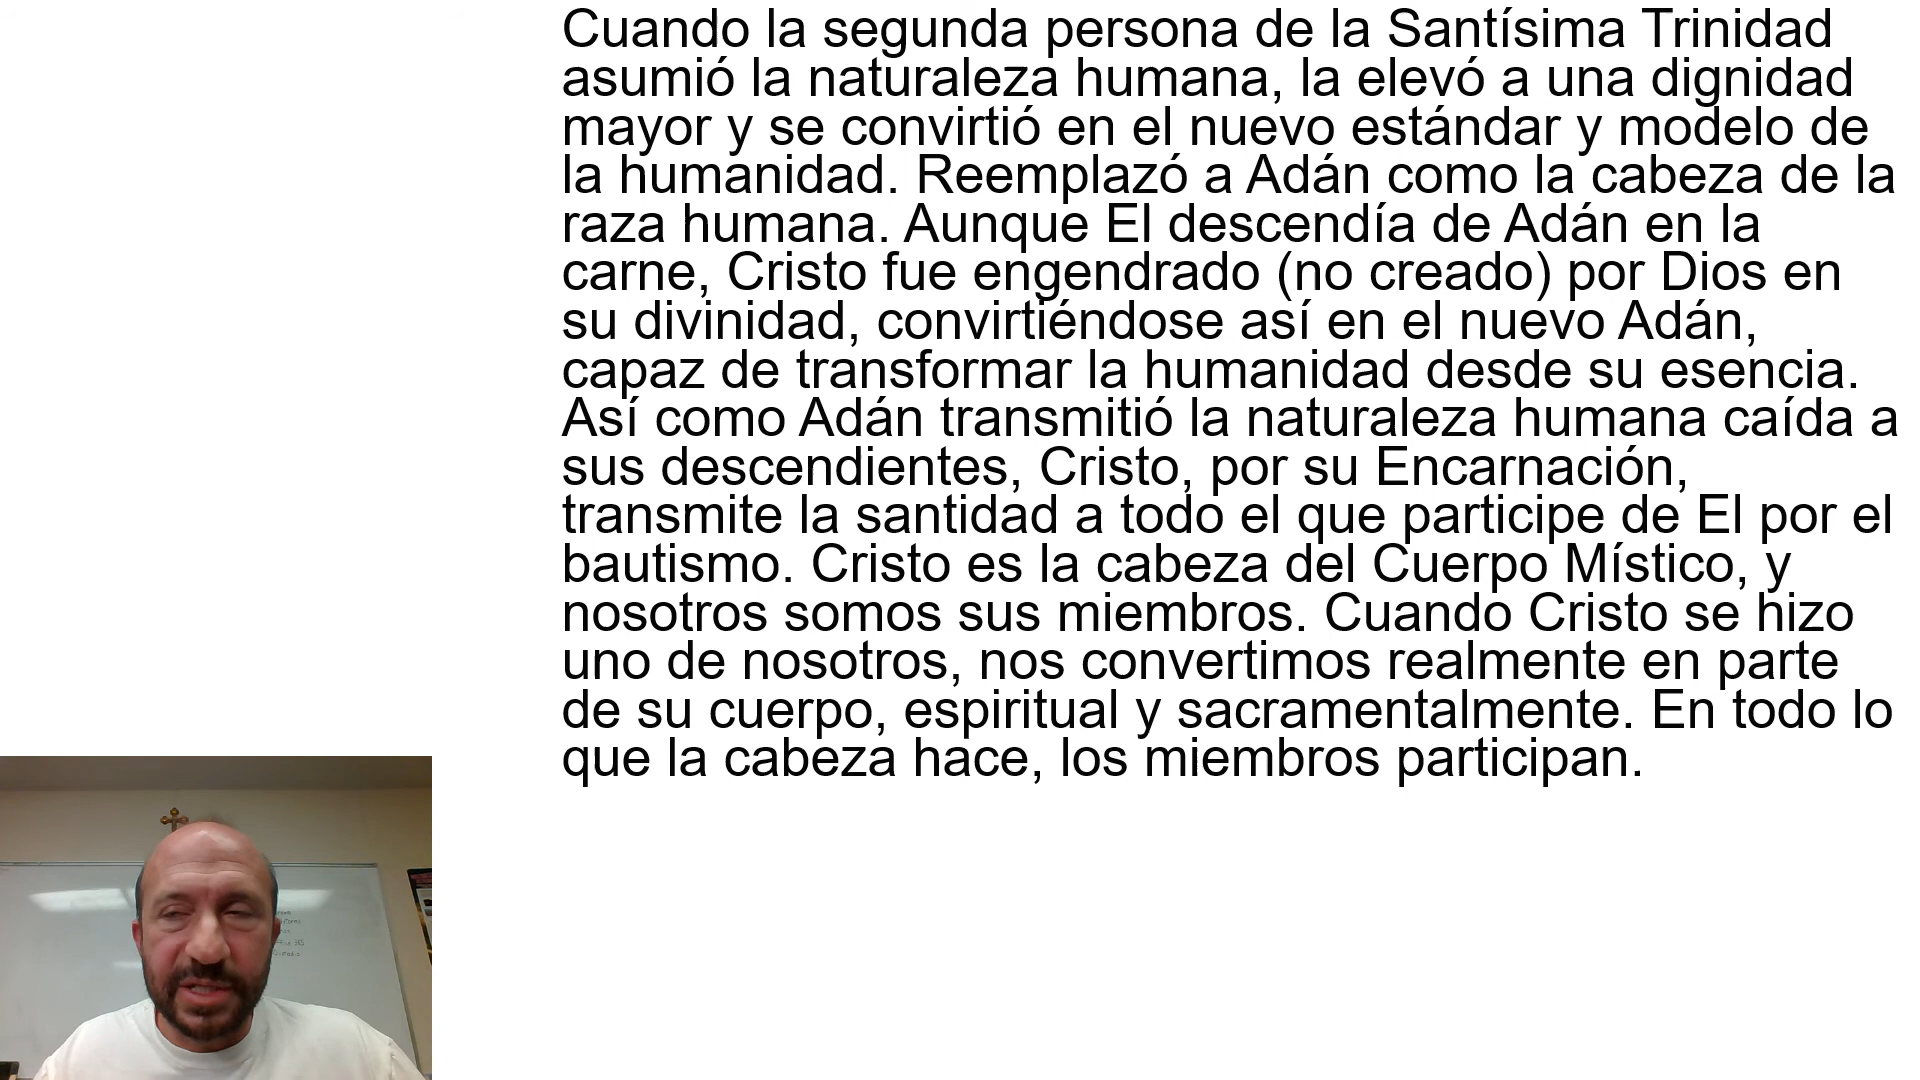 Cuando la segunda persona de la Santísima Trinidad
asumió la naturaleza humana, la elevó a una dignidad
mayor y se convirtió en el nuevo estándar y modelo de
la humanidad. Reemplazó a Adán como la cabeza de la
raza humana. Aunque El descendía de Adán en la
carne, Cristo fue engendrado (no creado) por Dios en
su divinidad, convirtiéndose así en el nuevo Adán,
capaz de transformar la humanidad desde su esencia.
Así como Adán transmitió la naturaleza humana caída a
sus descendientes, Cristo, por su Encarnación,
transmite la santidad a todo el que participe de El por el
bautismo. Cristo es la cabeza del Cuerpo Místico, y
nosotros somos sus miembros. Cuando Cristo se hizo
uno de nosotros, nos convertimos realmente en parte
de su cuerpo, espiritual y sacramentalmente. En todo lo
que la cabeza hace, los miembros participan.